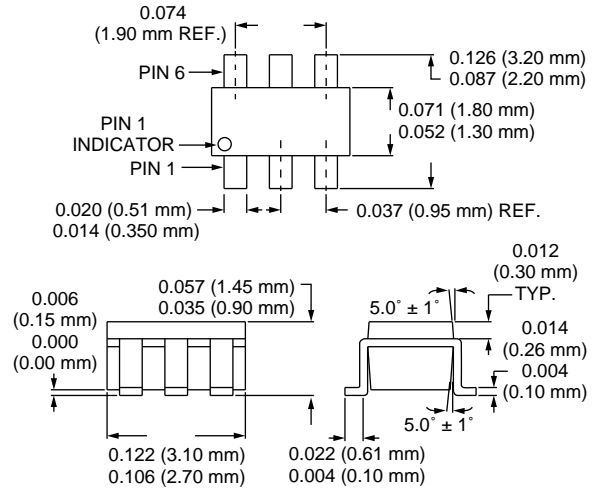 0.074
(1.90 mm REF.)
PIN 6
0.126 (3.20 mm)
0.087 (2.20 mm)
0.071 (1.80 mm)
0.052 (1.30 mm)
PIN 1
INDICATOR
PIN 1
0.020 (0.51 mm)
0.014 (0.350 mm)
0.037 (0.95 mm) REF.
0.006
(0.15 mm)
0.000
(0.00 mm)
0.057 (1.45 mm)
0.035 (0.90 mm)
0.122 (3.10 mm)
0.106 (2.70 mm)
5.0° ± 1°
0.012
(0.30 mm)
TYP.
0.014
(0.26 mm)
0.004
(0.10 mm)
5.0° ± 1°
0.022 (0.61 mm)
0.004 (0.10 mm)